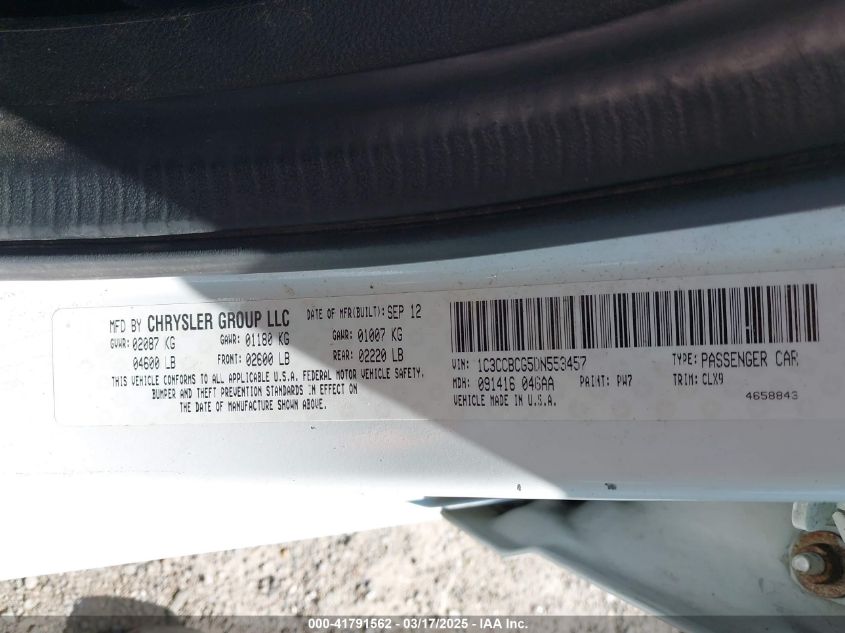 MFD BY CHRYSLER GROUP LLC DATE OF MFR(BUILT): SEP 12
GVWR: 02087 KG GAWR: 01180 KG GAWR: 01007 KG
04600 LB FRONT: 02600 LB REAR: 02220 LB
THIS VEHICLE CONFORMS TO ALL APPLICABLE U.S.A. FEDERAL MOTOR VEHICLE SAFETY,
BUMPER AND THEFT PREVENTION STANDARDS IN EFFECT ON
THE DATE OF MANUFACTURE SHOWN ABOVE.
VIN: 1C3CCBCG5DN553457 TYPE: PASSENGER CAR
MDH: 091416 046AA PAINT: PW7 TRIM: CLX9
VEHICLE MADE IN U.S.A. 4658843
000-41791562 - 03/17/2025 - IAA Inc.